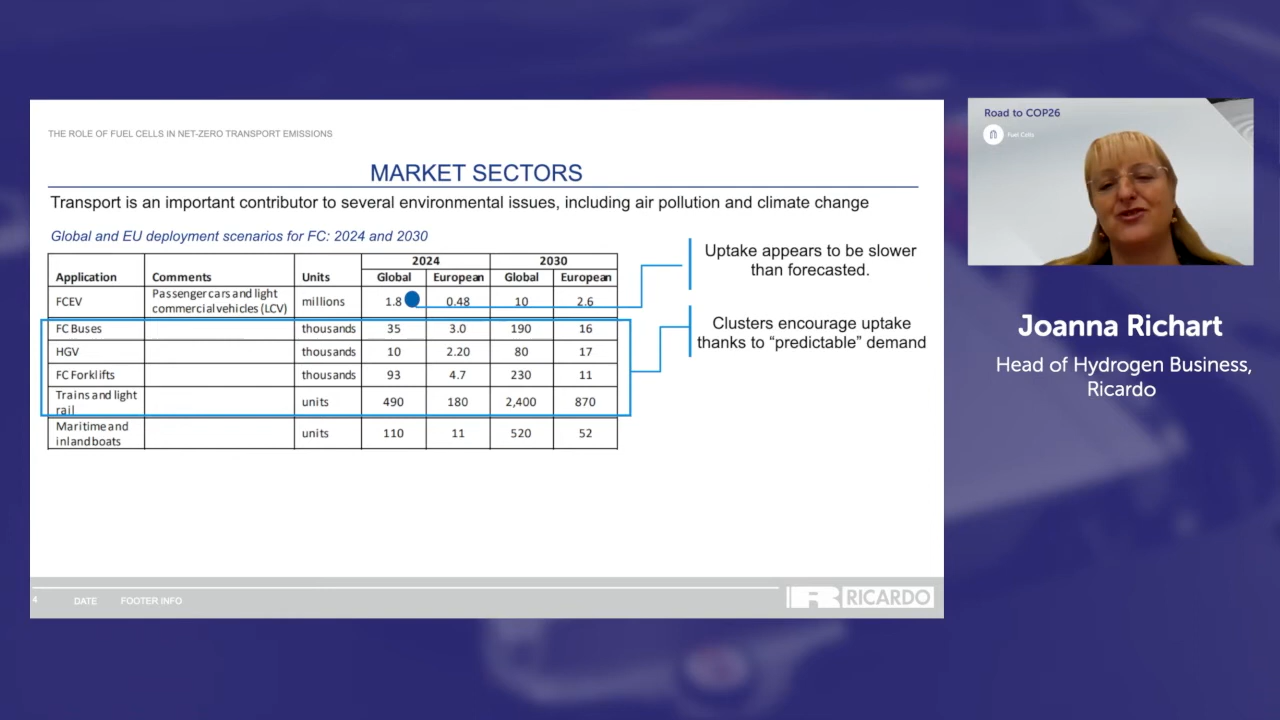 THE ROLE OF FUEL CELLS IN NET-ZERO TRANSPORT EMISSIONS
MARKET SECTORS
Transport is an important contributor to several environmental issues, including air pollution and climate change
Global and EU deployment scenarios for FC: 2024 and 2030
2024 2030
Application Comments Units Global European Global European
FCEV Passenger cars and light commercial vehicles (LCV) millions 1.8 0.48 10 2.6
FC Buses thousands 35 3.0 190 16
HGV thousands 10 2.20 80 17
FC Forklifts thousands 93 4.7 230 11
Trains and light rail units 490 180 2,400 870
Maritime and inland boats units 110 11 520 52
Uptake appears to be slower
than forecasted.
Clusters encourage uptake
thanks to “predictable” demand
4 DATE FOOTER INFO
RICARDO
Road to COP26
Fuel Cells
Joanna Richart
Head of Hydrogen Business,
Ricardo